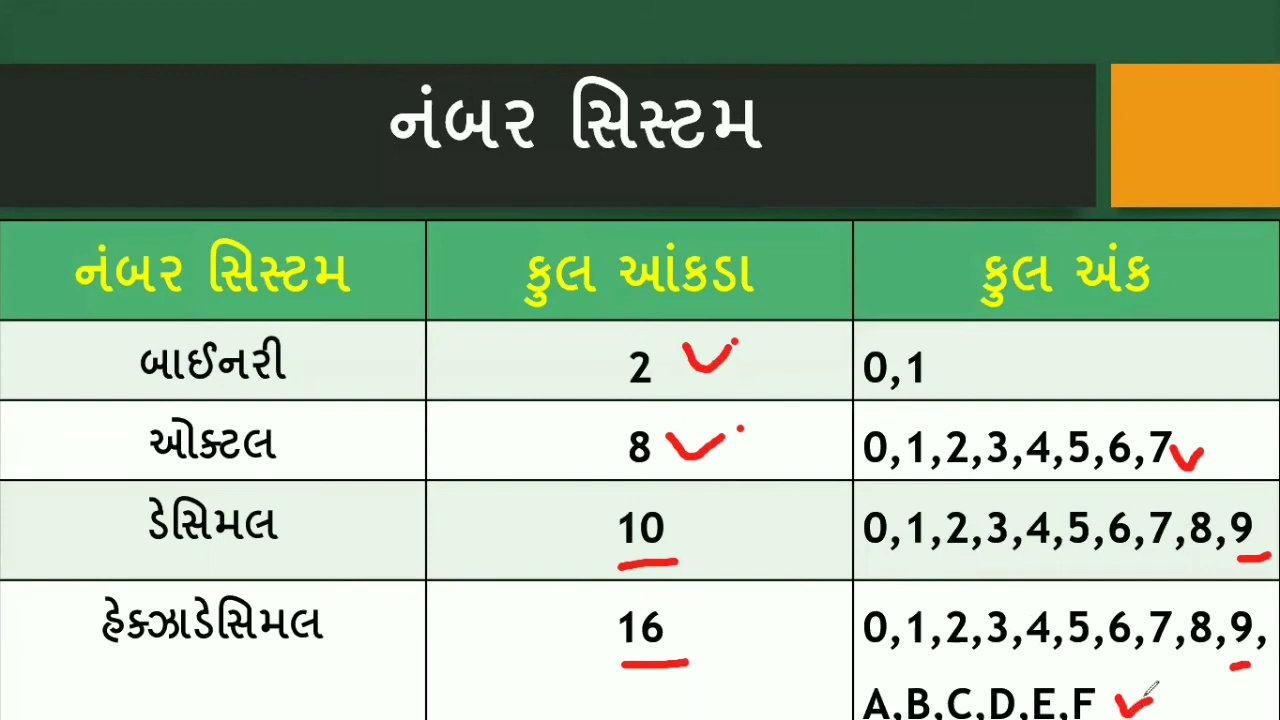 નંબર સિસ્ટમ
નંબર સિસ્ટમ કુલ આંકડા કુલ અંક
બાઈનરી 2 0,1
ઓક્ટલ 8 0,1,2,3,4,5,6,7
ડેસિમલ 10 0,1,2,3,4,5,6,7,8,9
હેક્ઝાડેસિમલ 16 0,1,2,3,4,5,6,7,8,9,
A,B,C,D,E,F